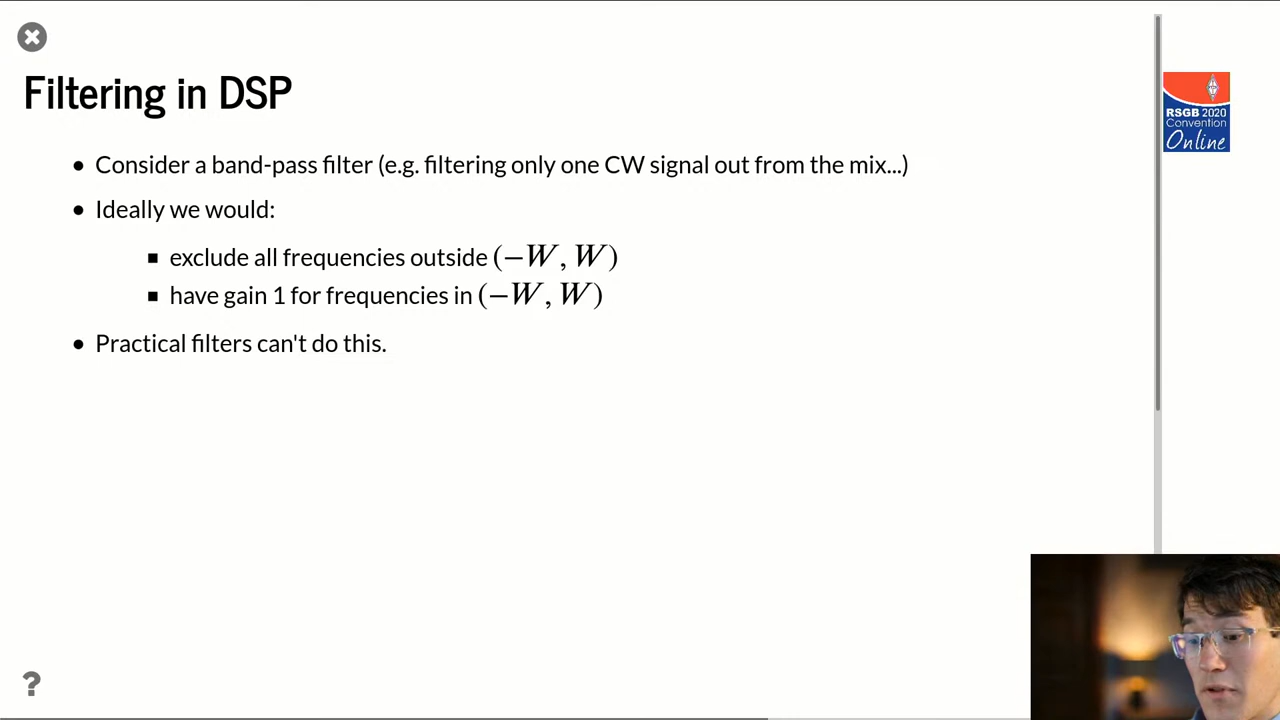 Filtering in DSP
RSGB 2020
Convention
Online
• Consider a band-pass filter (e.g. filtering only one CW signal out from the mix...)
• Ideally we would:
▪ exclude all frequencies outside (−W, W)
▪ have gain 1 for frequencies in (−W, W)
• Practical filters can't do this.
?